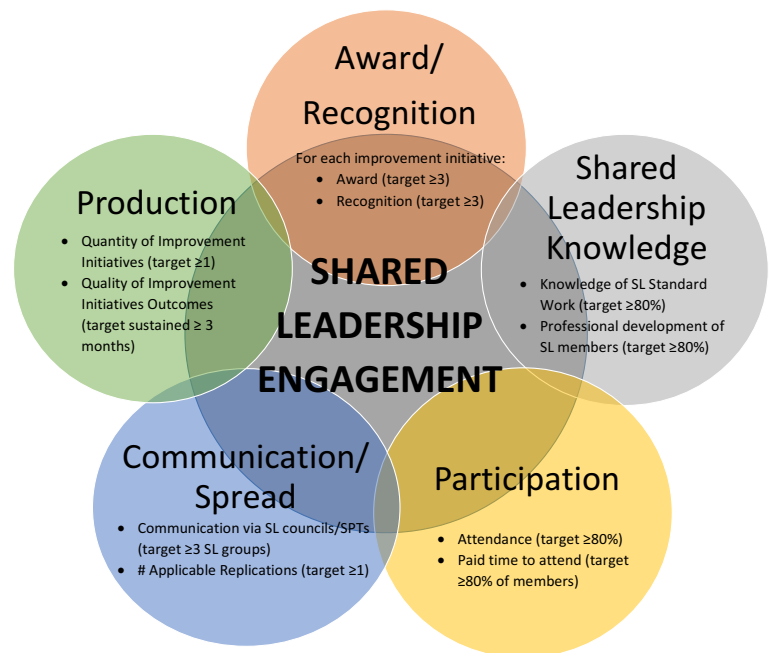 Award/
Recognition
For each improvement initiative:
• Award (target ≥3)
• Recognition (target ≥3)
Shared
Leadership
Knowledge
• Knowledge of SL Standard
Work (target ≥80%)
• Professional development of
SL members (target ≥80%)
Production
• Quantity of Improvement
Initiatives (target ≥1)
• Quality of Improvement
Initiatives Outcomes
(target sustained ≥ 3
months)
SHARED
LEADERSHIP
ENGAGEMENT
Communication/
Spread
• Communication via SL councils/SPTs
(target ≥3 SL groups)
• # Applicable Replications (target ≥1)
Participation
• Attendance (target ≥80%)
• Paid time to attend (target
≥80% of members)